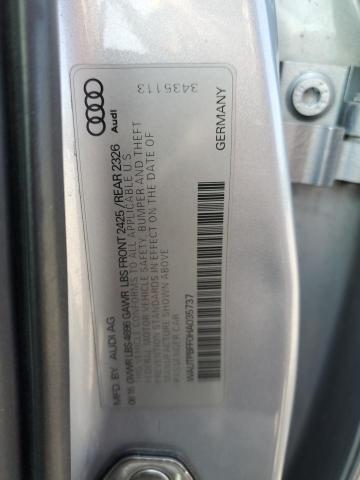 MFD. BY AUDI AG
06.16 GVWR LBS 4696 GAWR LBS FRONT 2425 / REAR 2326
CONFORMS TO ALL APPLICABLE U.S.
FEDERAL MOTOR VEHICLE SAFETY, BUMPER AND THEFT
PREVENTION STANDARDS IN EFFECT ON THE DATE OF
MANUFACTURE SHOWN ABOVE.
PASSENGER CAR
Audi
3435113
GERMANY